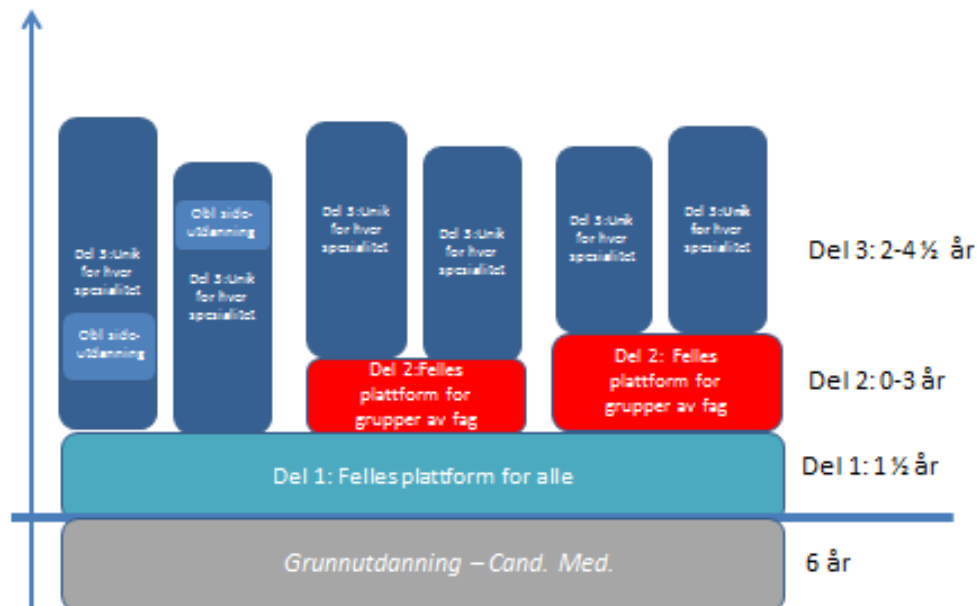 Del 3:Unik
for hver
spesialitet
Obl side-
utdanning
Obl side-
utdanning
Del 3:Unik
for hver
spesialitet
Del 3:Unik
for hver
spesialitet
Del 3:Unik
for hver
spesialitet
Del 3:Unik
for hver
spesialitet
Del 3:Unik
for hver
spesialitet
Del 3: 2-4 ½ år
Del 2:Felles
plattform for
grupper av fag
Del 2: Felles
plattform for
grupper av fag
Del 2: 0-3 år
Del 1: Felles plattform for alle
Del 1: 1 ½ år
Grunnutdanning – Cand. Med.
6 år